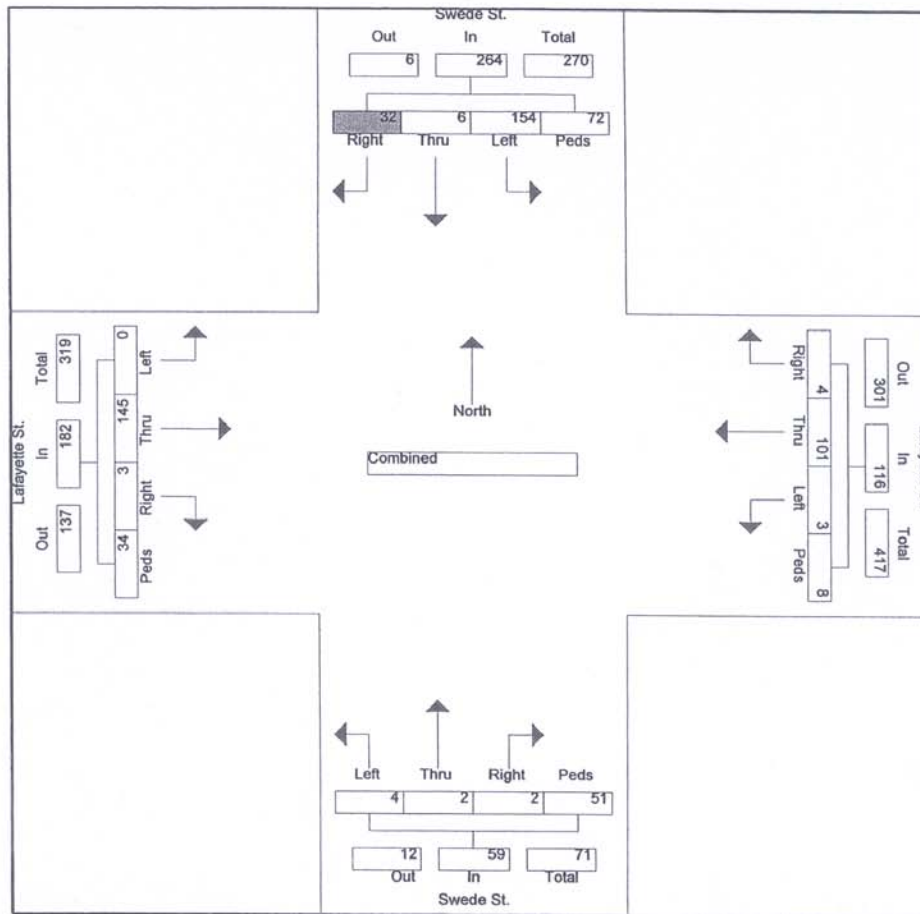 Swede St.
Out In Total
6 264 270
32 6 154 72
Right Thru Left Peds
Lafayette St.
Total In Out
319 182 137
0 145 3 34
Left Thru Right Peds
North
Combined
Right Thru Left Peds
4 101 3 8
Out In Total
301 116 417
Left Thru Right Peds
4 2 2 51
12 59 71
Out In Total
Swede St.